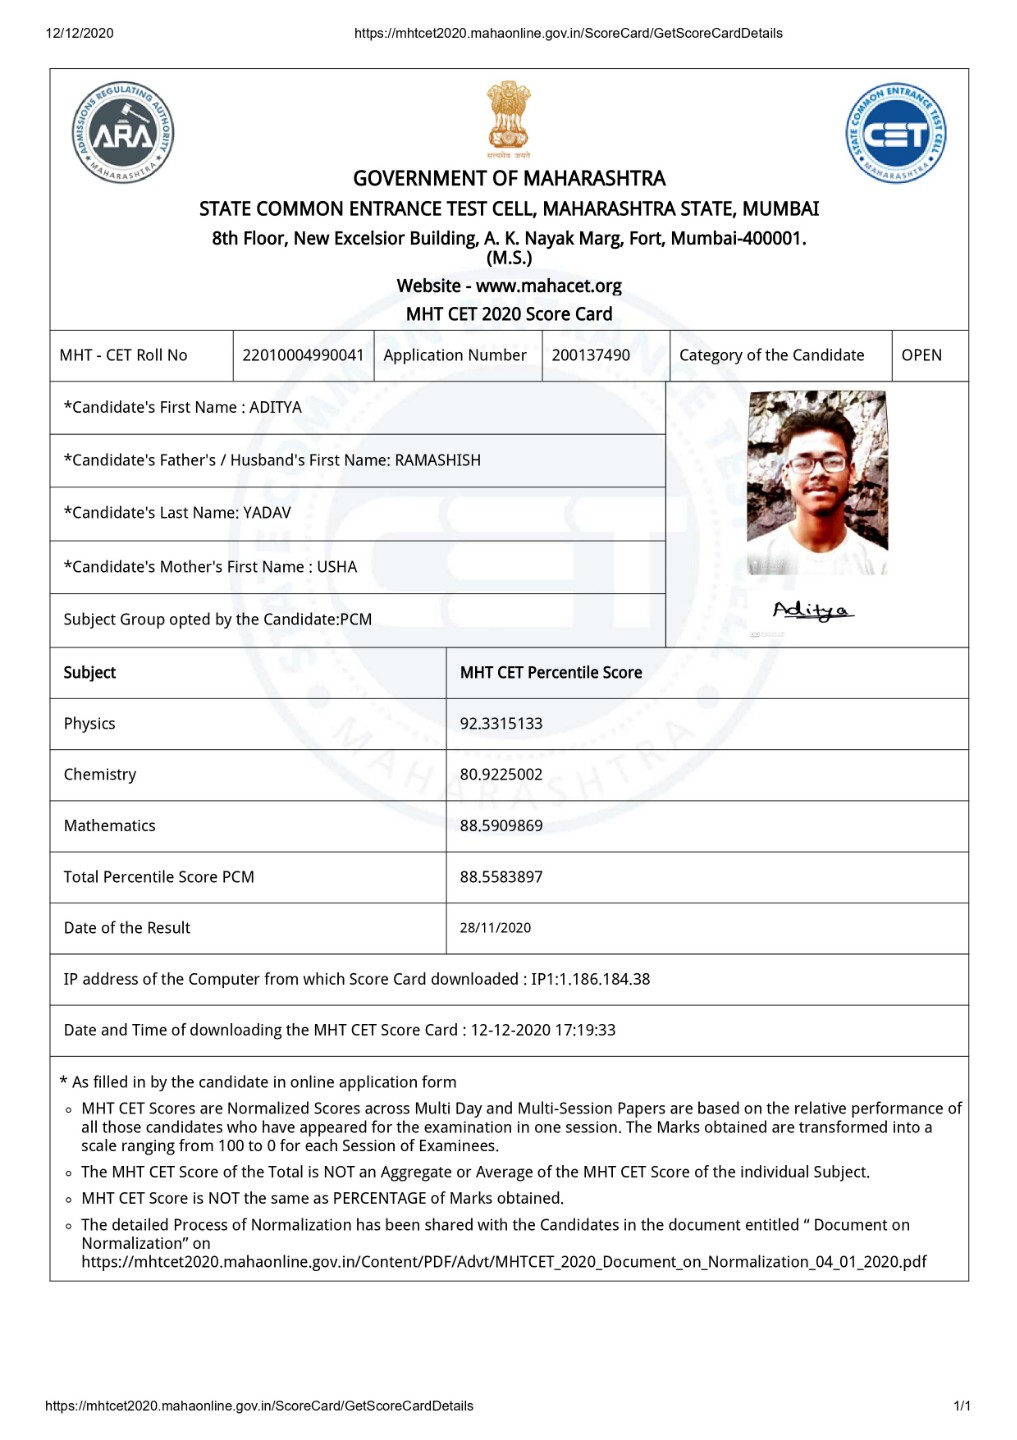 12/12/2020 https://mhtcet2020.mahaonline.gov.in/ScoreCard/GetScoreCardDetails
ADMISSIONS REGULATING AUTHORITY
ARA
MAHARASHTRA
सत्यमेव जयते
STATE COMMON ENTRANCE TEST CELL
CET
MAHARASHTRA
GOVERNMENT OF MAHARASHTRA
STATE COMMON ENTRANCE TEST CELL, MAHARASHTRA STATE, MUMBAI
8th Floor, New Excelsior Building, A. K. Nayak Marg, Fort, Mumbai-400001.
(M.S.)
Website - www.mahacet.org
MHT CET 2020 Score Card
MHT - CET Roll No 22010004990041 Application Number 200137490 Category of the Candidate OPEN
*Candidate's First Name : ADITYA
*Candidate's Father's / Husband's First Name: RAMASHISH
*Candidate's Last Name: YADAV
*Candidate's Mother's First Name : USHA
Subject Group opted by the Candidate:PCM
Aditya
STATE COMMON ENTRANCE TEST CELL
CET
MAHARASHTRA
Subject MHT CET Percentile Score
Physics 92.3315133
Chemistry 80.9225002
Mathematics 88.5909869
Total Percentile Score PCM 88.5583897
Date of the Result 28/11/2020
IP address of the Computer from which Score Card downloaded : IP1:1.186.184.38
Date and Time of downloading the MHT CET Score Card : 12-12-2020 17:19:33
* As filled in by the candidate in online application form
MHT CET Scores are Normalized Scores across Multi Day and Multi-Session Papers are based on the relative performance of
all those candidates who have appeared for the examination in one session. The Marks obtained are transformed into a
scale ranging from 100 to 0 for each Session of Examinees.
The MHT CET Score of the Total is NOT an Aggregate or Average of the MHT CET Score of the individual Subject.
MHT CET Score is NOT the same as PERCENTAGE of Marks obtained.
The detailed Process of Normalization has been shared with the Candidates in the document entitled “ Document on
Normalization” on
https://mhtcet2020.mahaonline.gov.in/Content/PDF/Advt/MHTCET_2020_Document_on_Normalization_04_01_2020.pdf
https://mhtcet2020.mahaonline.gov.in/ScoreCard/GetScoreCardDetails 1/1